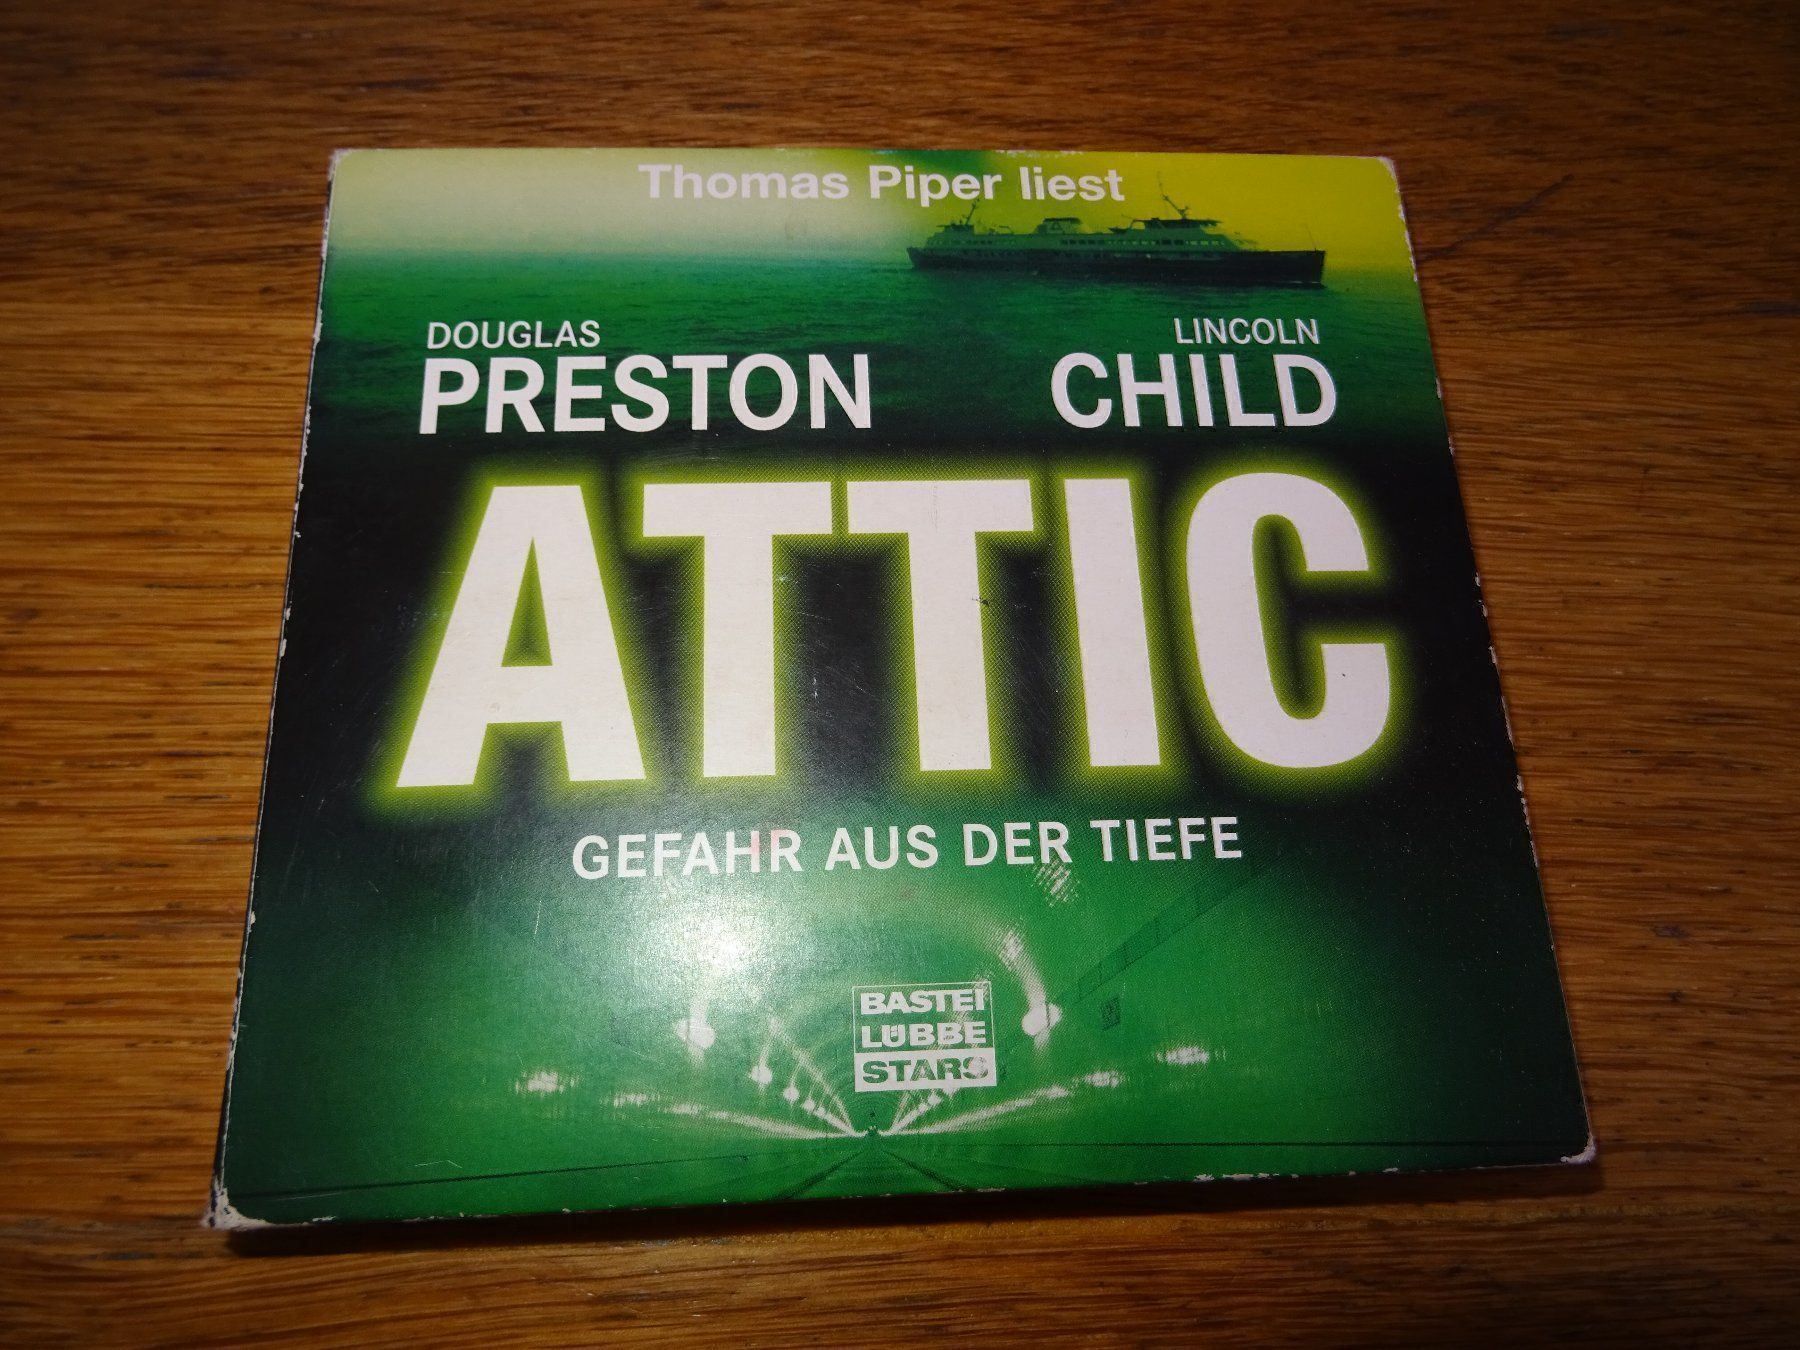 Thomas Piper liest
DOUGLAS
PRESTON
LINCOLN
CHILD
ATTIC
GEFAHR AUS DER TIEFE
BASTEI
LÜBBE
STARS